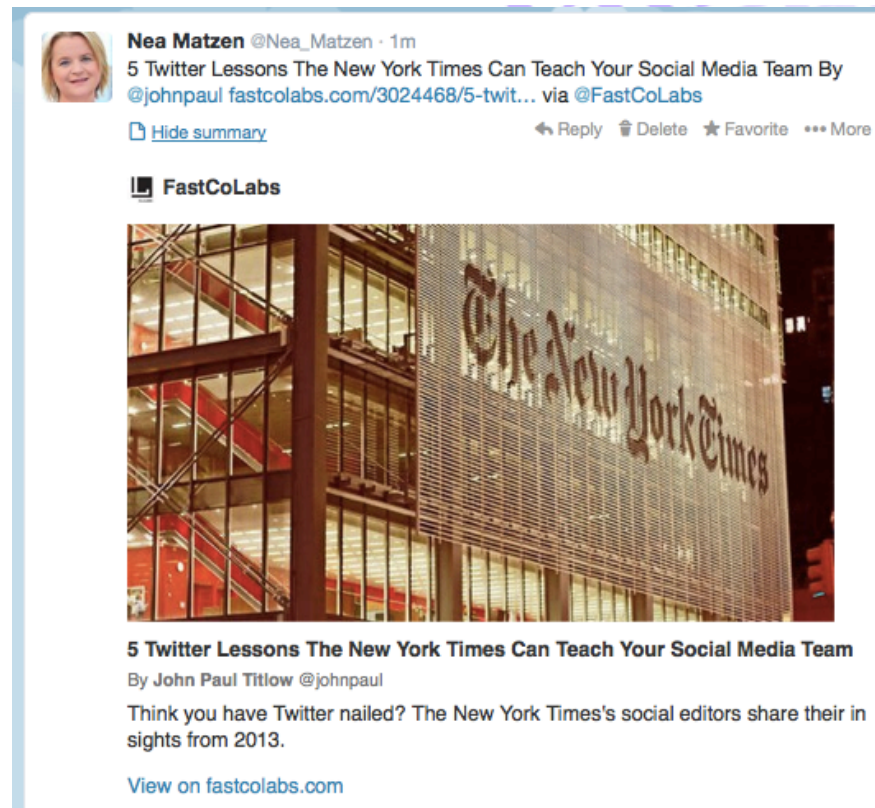 Nea Matzen @Nea_Matzen · 1m
5 Twitter Lessons The New York Times Can Teach Your Social Media Team By
@johnpaul fastcolabs.com/3024468/5-twit... via @FastCoLabs
Hide summary Reply Delete Favorite More
FastCoLabs
The New York Times
5 Twitter Lessons The New York Times Can Teach Your Social Media Team
By John Paul Titlow @johnpaul
Think you have Twitter nailed? The New York Times's social editors share their in
sights from 2013.
View on fastcolabs.com